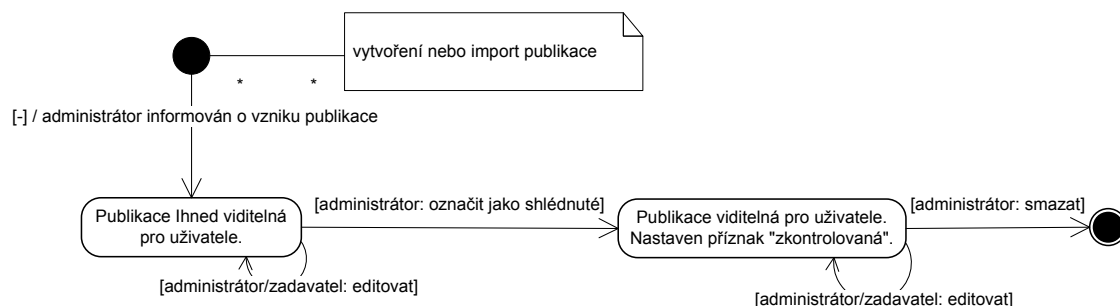 vytvoření nebo import publikace
* *
[-] / administrátor informován o vzniku publikace
Publikace Ihned viditelná
pro uživatele.
[administrátor: označit jako shlédnuté]
Publikace viditelná pro uživatele.
Nastaven příznak "zkontrolovaná".
[administrátor: smazat]
[administrátor/zadavatel: editovat]
[administrátor/zadavatel: editovat]